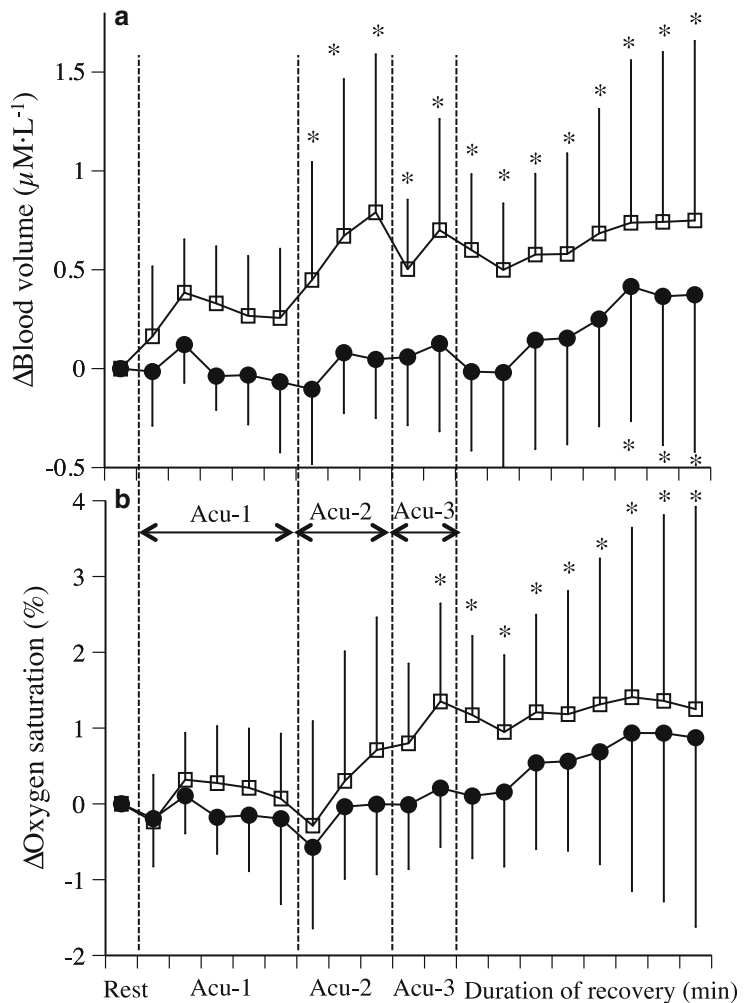 a
ΔBlood volume (µM·L⁻¹)
1.5
1
0.5
0
-0.5
* * * * * * * * * * * * *
* * *
b
ΔOxygen saturation (%)
4
3
2
1
0
-1
-2
Acu-1 Acu-2 Acu-3
* * * * * * * * *
Rest Acu-1 Acu-2 Acu-3 Duration of recovery (min)